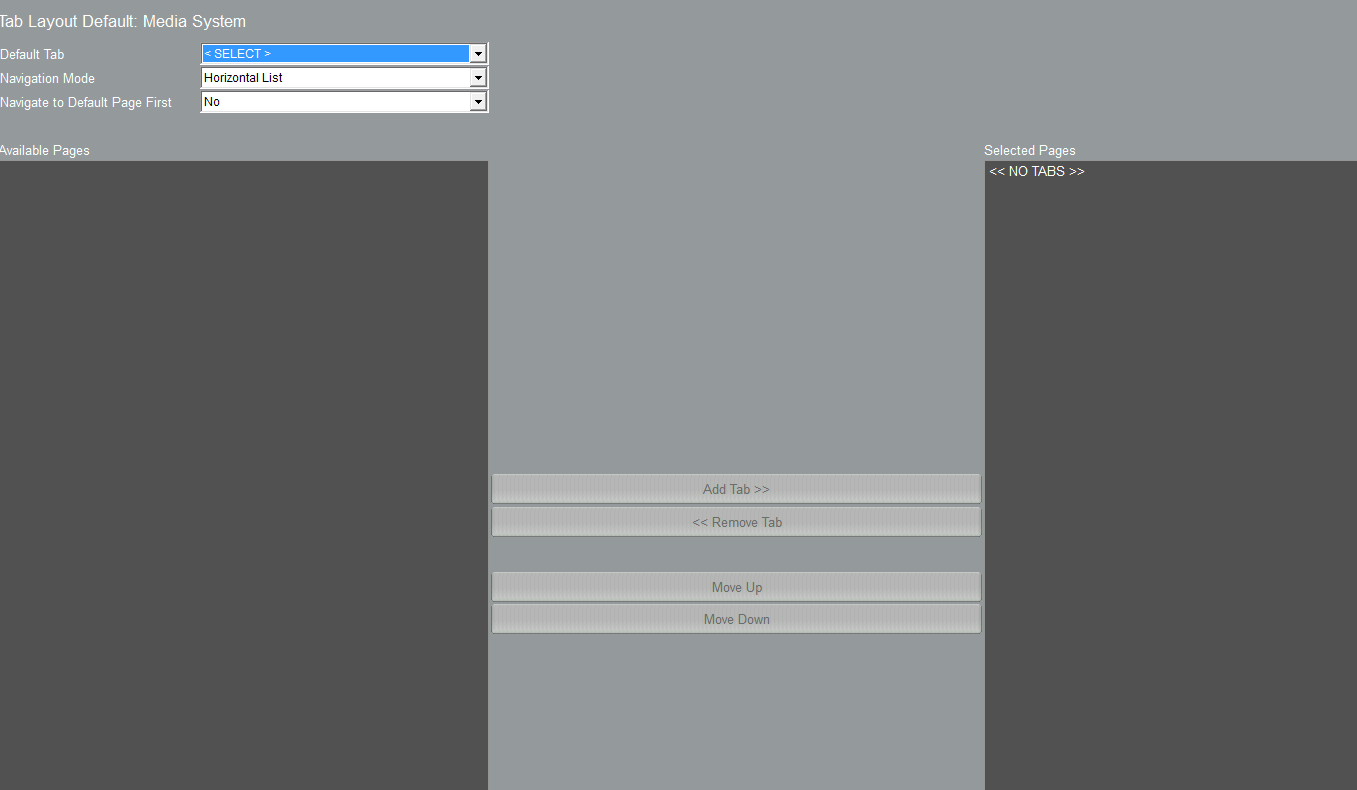 Tab Layout Default: Media System
Default Tab
< SELECT >
Navigation Mode
Horizontal List
Navigate to Default Page First
No
Available Pages
Selected Pages
<< NO TABS >>
Add Tab >>
<< Remove Tab
Move Up
Move Down